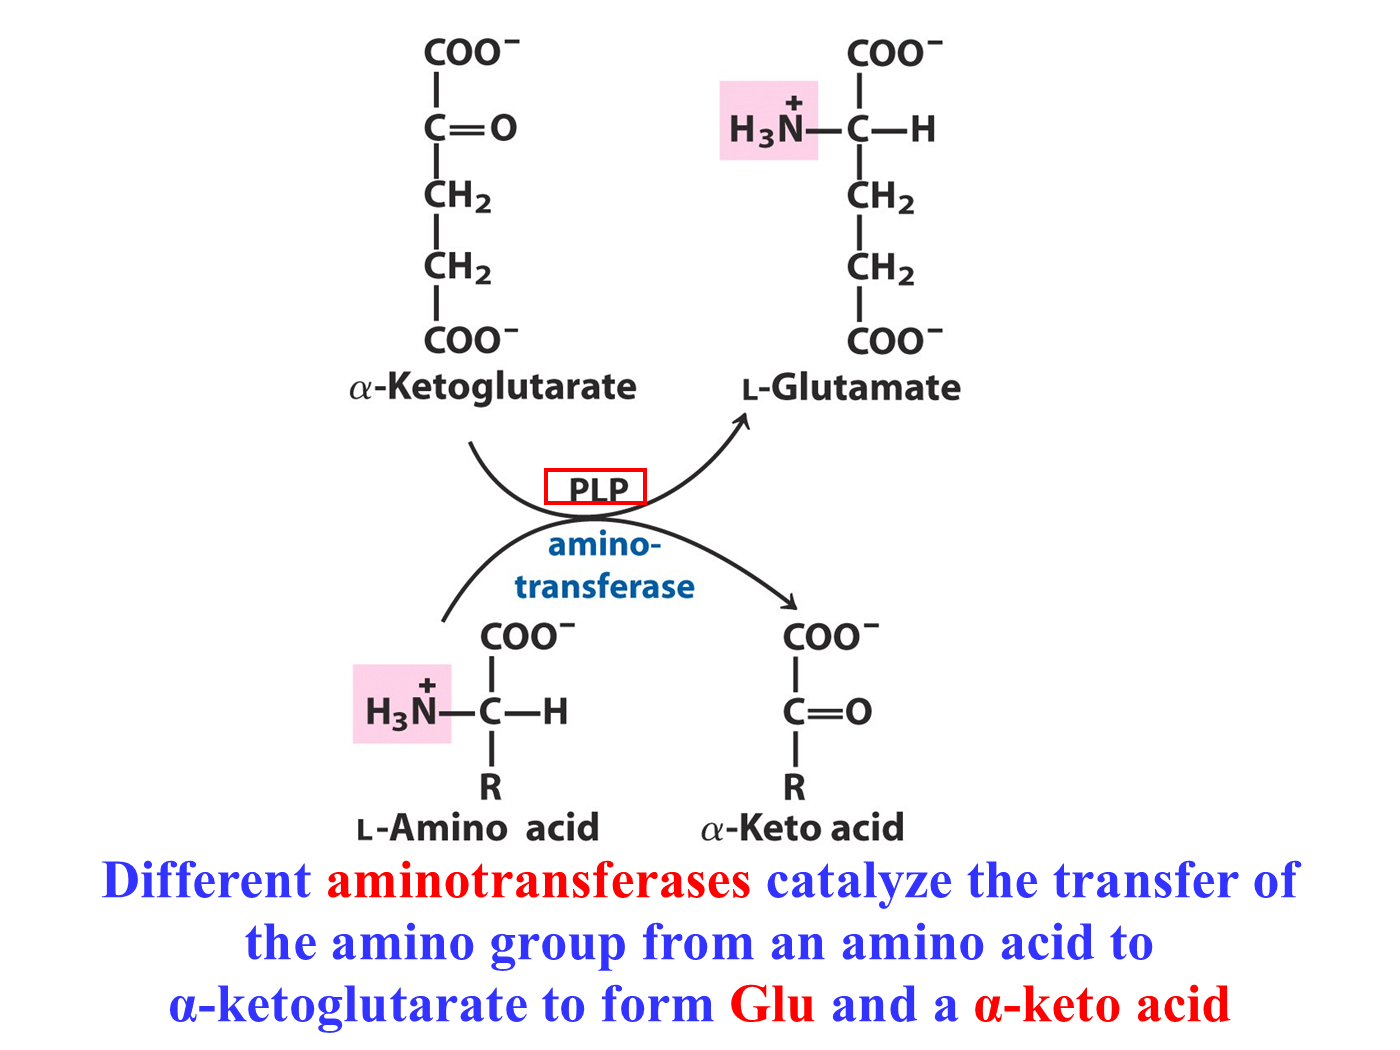 COO⁻
C=O
CH₂
CH₂
COO⁻
α-Ketoglutarate
COO⁻
+
H₃N—C—H
CH₂
CH₂
COO⁻
L-Glutamate
PLP
amino-
transferase
COO⁻
+
H₃N—C—H
R
L-Amino acid
COO⁻
C=O
R
α-Keto acid
Different aminotransferases catalyze the transfer of
the amino group from an amino acid to
α-ketoglutarate to form Glu and a α-keto acid